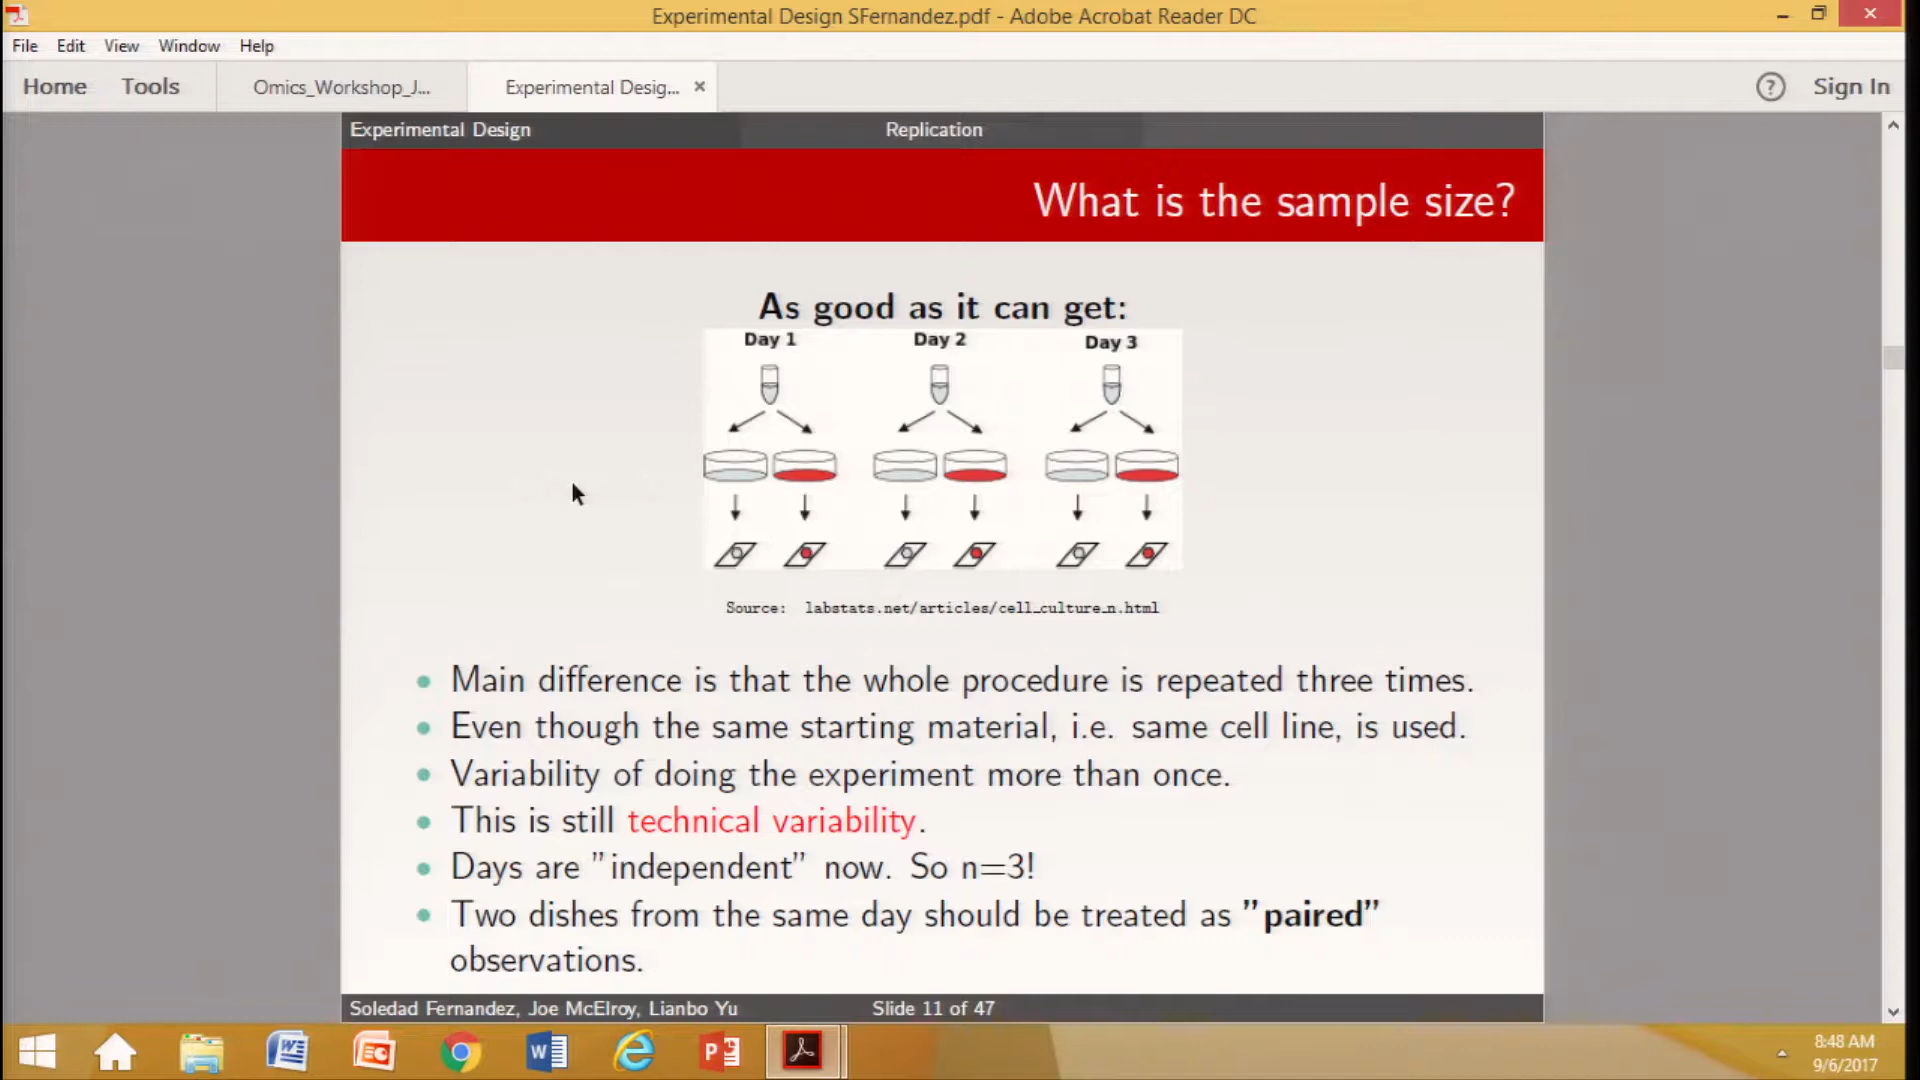 Experimental Design SFernandez.pdf - Adobe Acrobat Reader DC
File Edit View Window Help
Home Tools Omics_Workshop_J... Experimental Desig... × ? Sign In
Experimental Design Replication
What is the sample size?
As good as it can get:
Day 1 Day 2 Day 3
Source: labstats.net/articles/cell_culture_n.html
• Main difference is that the whole procedure is repeated three times.
• Even though the same starting material, i.e. same cell line, is used.
• Variability of doing the experiment more than once.
• This is still technical variability.
• Days are ”independent” now. So n=3!
• Two dishes from the same day should be treated as ”paired”
observations.
Soledad Fernandez, Joe McElroy, Lianbo Yu Slide 11 of 47
8:48 AM
9/6/2017